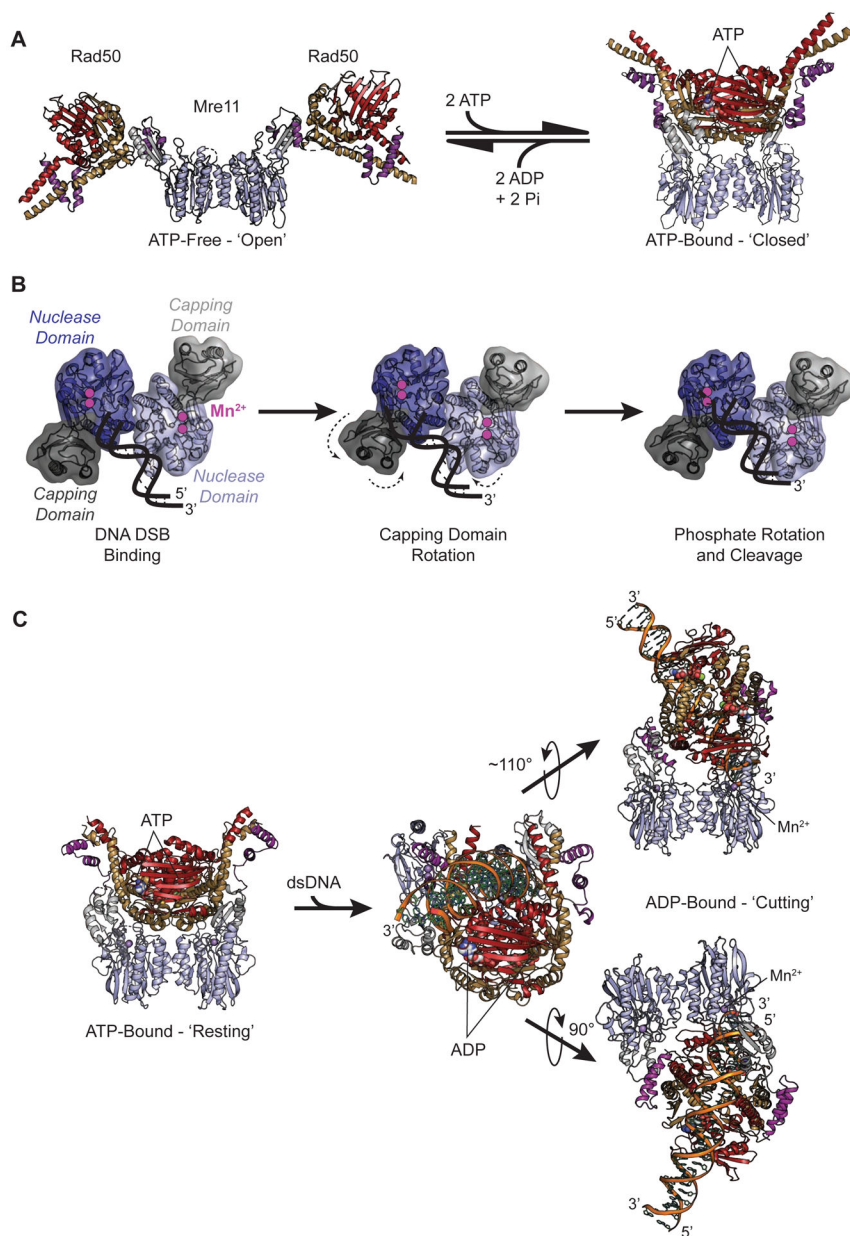 A
Rad50
Mre11
Rad50
ATP
2 ATP
2 ADP
+ 2 Pi
ATP-Free - ‘Open’
ATP-Bound - ‘Closed’
B
Nuclease
Domain
Capping
Domain
Mn²⁺
Nuclease
Domain
Capping
Domain
5’
3’
DNA DSB
Binding
Capping Domain
Rotation
3’
Phosphate Rotation
and Cleavage
C
ATP
ATP-Bound - ‘Resting’
dsDNA
3’
ADP
~110°
90°
3’
5’
3’
Mn²⁺
ADP-Bound - ‘Cutting’
Mn²⁺
3’
5’
3’
5’